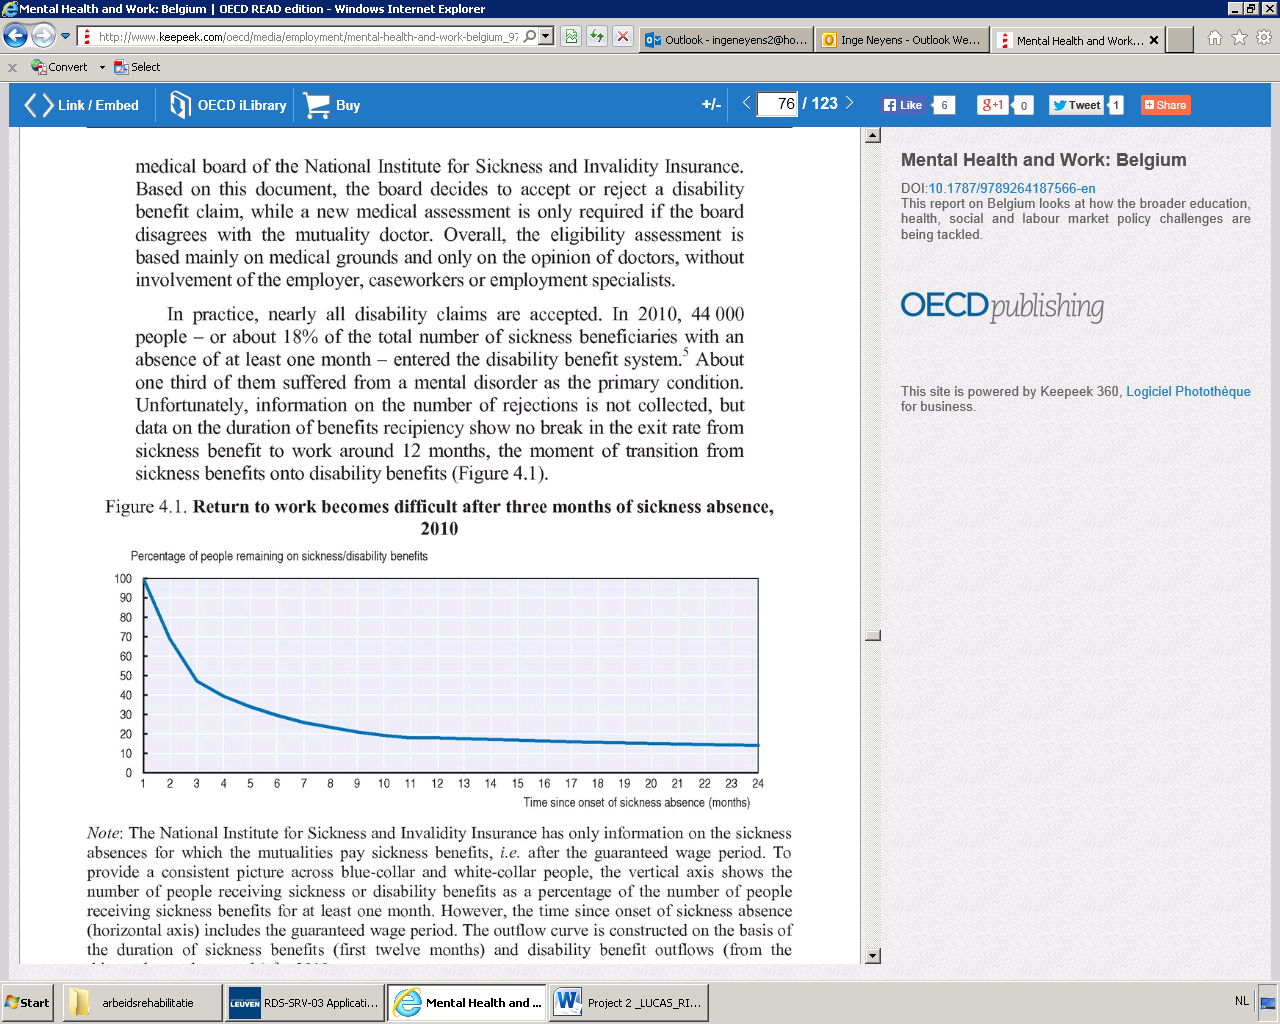 Mental Health and Work: Belgium | OECD READ edition - Windows Internet Explorer
http://www.keepeek.com/oecd/media/employment/mental-health-and-work-belgium_97
Outlook - ingeneyens2@ho...
Inge Neyens - Outlook We...
Mental Health and Work...
Convert
Select
Link / Embed
OECD iLibrary
Buy
+/-
76 / 123
Like 6
g+1 0
Tweet 1
Share
medical board of the National Institute for Sickness and Invalidity Insurance.
Based on this document, the board decides to accept or reject a disability
benefit claim, while a new medical assessment is only required if the board
disagrees with the mutuality doctor. Overall, the eligibility assessment is
based mainly on medical grounds and only on the opinion of doctors, without
involvement of the employer, caseworkers or employment specialists.
In practice, nearly all disability claims are accepted. In 2010, 44 000
people – or about 18% of the total number of sickness beneficiaries with an
absence of at least one month – entered the disability benefit system.5 About
one third of them suffered from a mental disorder as the primary condition.
Unfortunately, information on the number of rejections is not collected, but
data on the duration of benefits recipiency show no break in the exit rate from
sickness benefit to work around 12 months, the moment of transition from
sickness benefits onto disability benefits (Figure 4.1).
Figure 4.1. Return to work becomes difficult after three months of sickness absence,
2010
Percentage of people remaining on sickness/disability benefits
100
90
80
70
60
50
40
30
20
10
0
1 2 3 4 5 6 7 8 9 10 11 12 13 14 15 16 17 18 19 20 21 22 23 24
Time since onset of sickness absence (months)
Note: The National Institute for Sickness and Invalidity Insurance has only information on the sickness
absences for which the mutualities pay sickness benefits, i.e. after the guaranteed wage period. To
provide a consistent picture across blue-collar and white-collar people, the vertical axis shows the
number of people receiving sickness or disability benefits as a percentage of the number of people
receiving sickness benefits for at least one month. However, the time since onset of sickness absence
(horizontal axis) includes the guaranteed wage period. The outflow curve is constructed on the basis of
the duration of sickness benefits (first twelve months) and disability benefit outflows (from the
Mental Health and Work: Belgium
DOI:10.1787/9789264187566-en
This report on Belgium looks at how the broader education,
health, social and labour market policy challenges are
being tackled.
OECD publishing
This site is powered by Keepeek 360, Logiciel Photothèque
for business.
Start
arbeidsrehabilitatie
LEUVEN
RDS-SRV-03 Applicati...
Mental Health and ...
Project 2 _LUCAS_RI...
NL